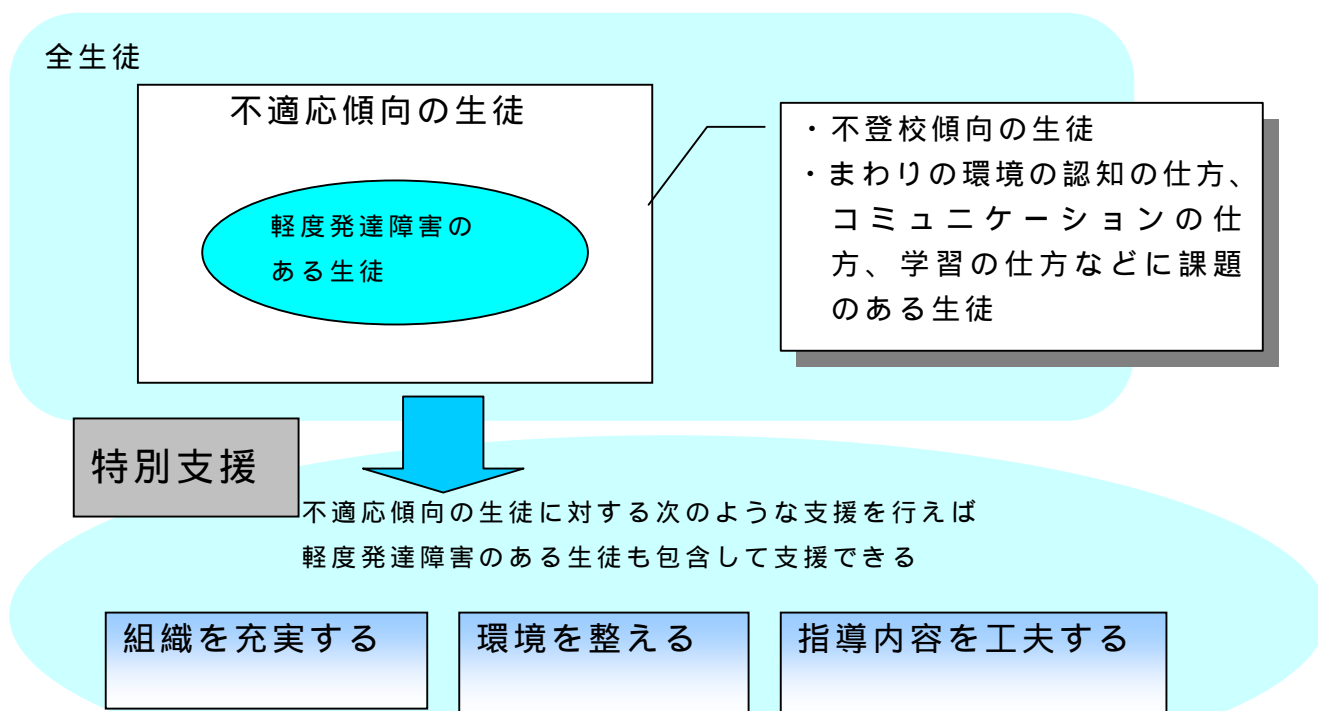 全生徒
不適応傾向の生徒
軽度発達障害の
ある生徒
・不登校傾向の生徒
・まわりの環境の認知の仕方、
コミュニケーションの仕
方、学習の仕方などに課題
のある生徒
特別支援
不適応傾向の生徒に対する次のような支援を行えば
軽度発達障害のある生徒も包含して支援できる
組織を充実する
環境を整える
指導内容を工夫する